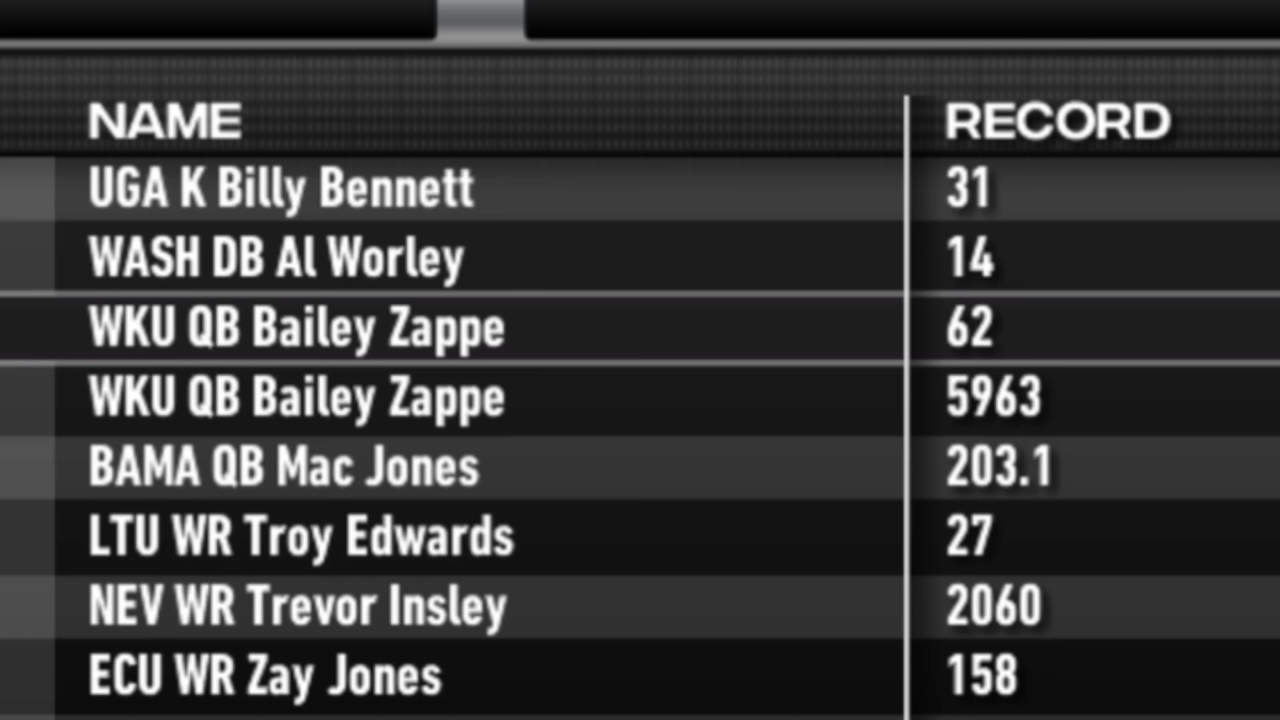 NAME RECORD
UGA K Billy Bennett 31
WASH DB Al Worley 14
WKU QB Bailey Zappe 62
WKU QB Bailey Zappe 5963
BAMA QB Mac Jones 203.1
LTU WR Troy Edwards 27
NEV WR Trevor Insley 2060
ECU WR Zay Jones 158